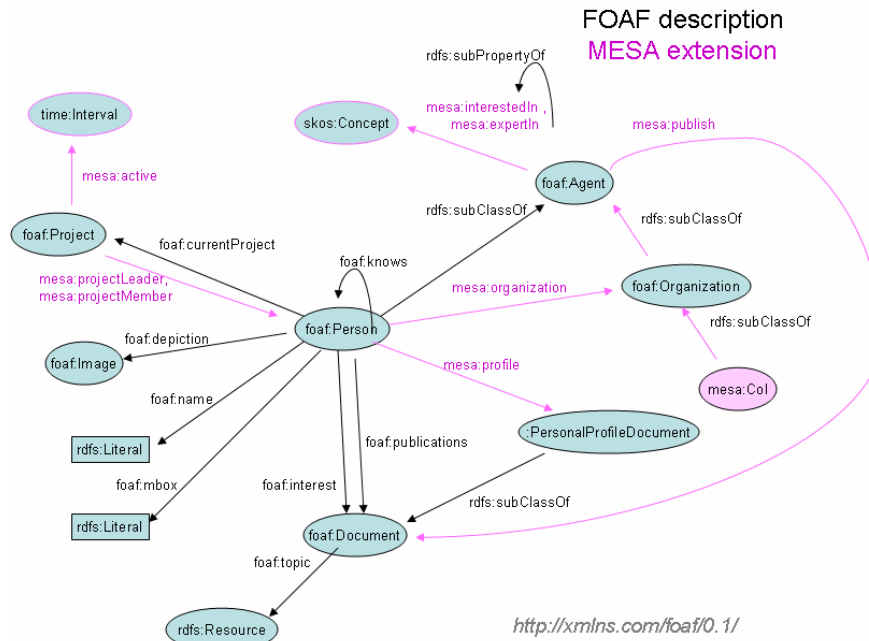 FOAF description
MESA extension
rdfs:subPropertyOf
time:Interval
skos:Concept
mesa:interestedIn ,
mesa:expertIn
mesa:publish
mesa:active
foaf:Agent
rdfs:subClassOf
foaf:Project
foaf:currentProject
rdfs:subClassOf
foaf:knows
mesa:projectLeader,
mesa:projectMember
mesa:organization
foaf:Organization
foaf:Person
rdfs:subClassOf
foaf:depiction
foaf:Image
mesa:profile
mesa:CoI
foaf:name
:PersonalProfileDocument
foaf:publications
rdfs:Literal
foaf:mbox
foaf:interest
rdfs:subClassOf
rdfs:Literal
foaf:Document
foaf:topic
rdfs:Resource
http://xmlns.com/foaf/0.1/